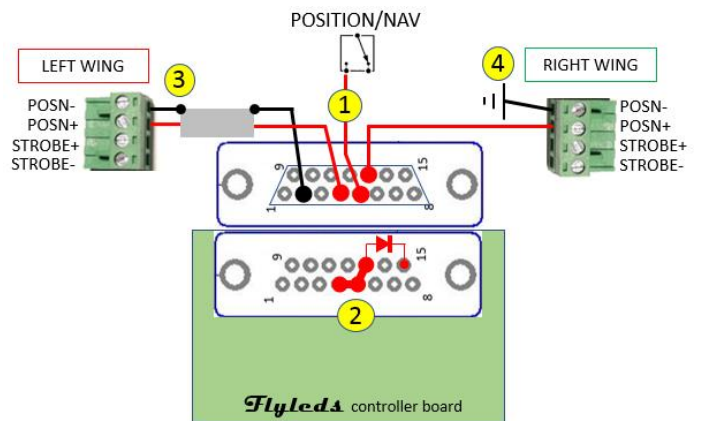 POSITION/NAV
LEFT WING
3
4
RIGHT WING
1
POSN-
POSN+
STROBE+
STROBE-
POSN-
POSN+
STROBE+
STROBE-
9
15
1
8
9
15
1
8
2
Flyleds controller board